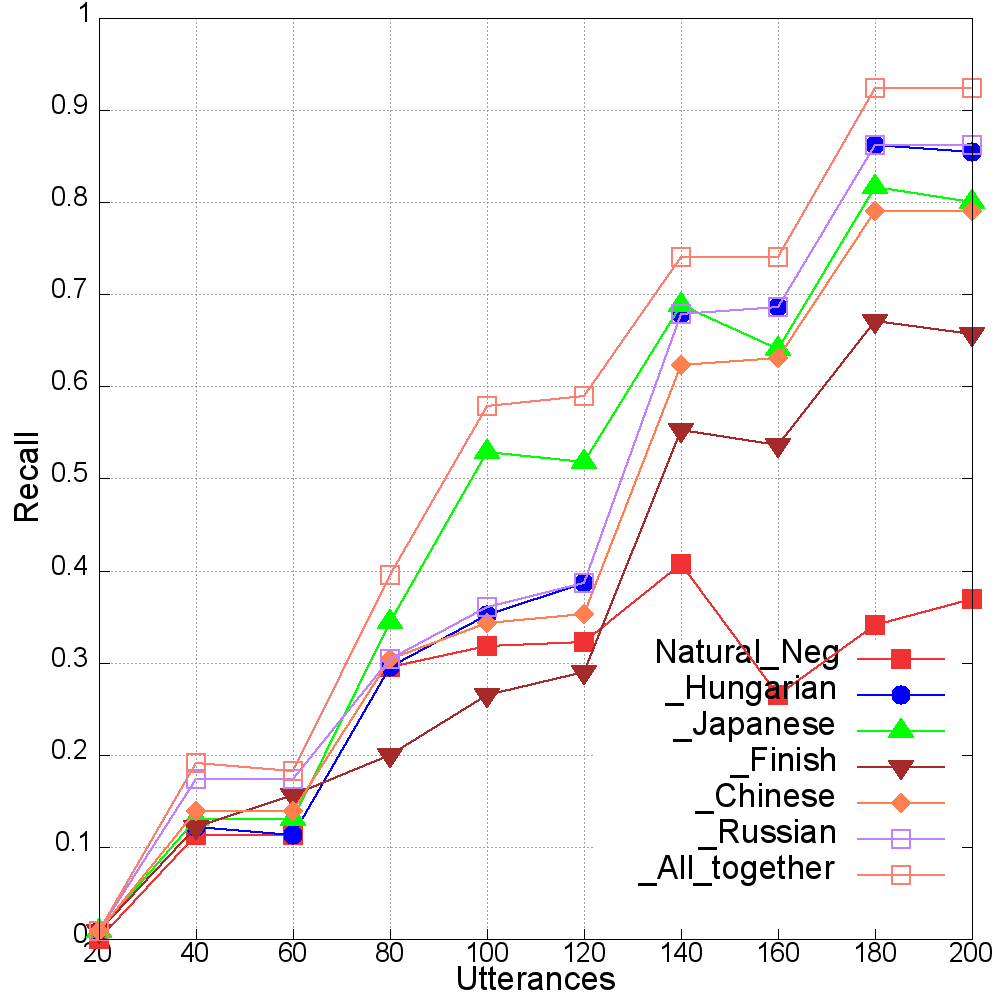 1
0.9
0.8
0.7
0.6
0.5
0.4
0.3
0.2
0.1
0
Recall
20 40 60 80 100 120 140 160 180 200
Utterances
Natural_Neg
_Hungarian
_Japanese
_Finish
_Chinese
_Russian
_All_together